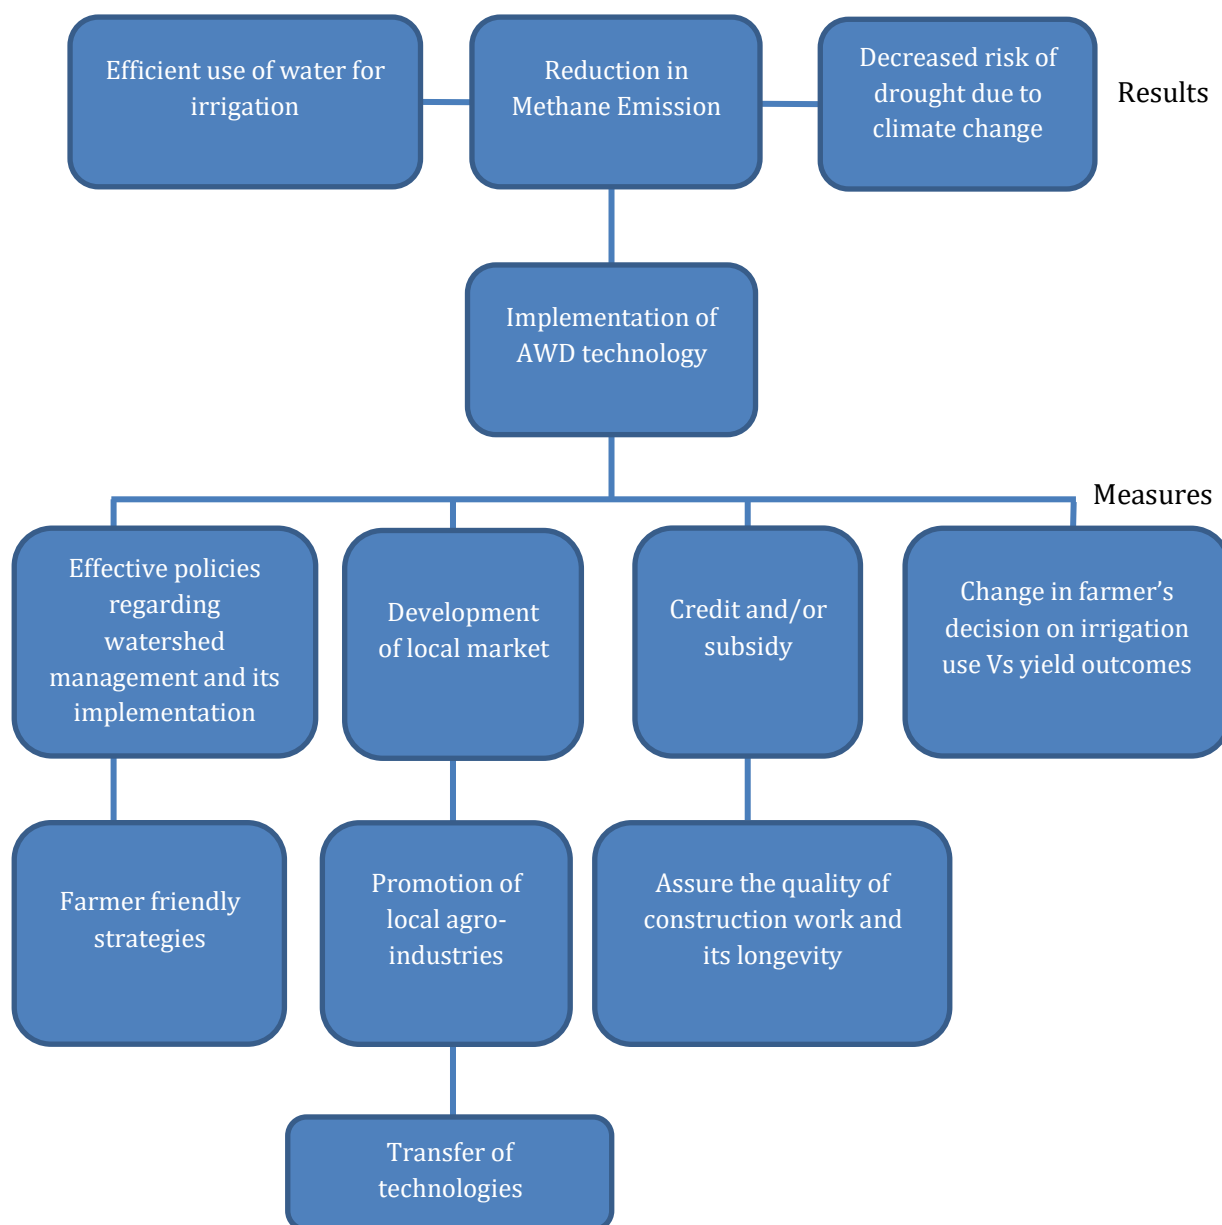 Efficient use of water for
irrigation
Reduction in
Methane Emission
Decreased risk of
drought due to
climate change
Results
Implementation of
AWD technology
Measures
Effective policies
regarding
watershed
management and its
implementation
Development
of local market
Credit and/or
subsidy
Change in farmer’s
decision on irrigation
use Vs yield outcomes
Farmer friendly
strategies
Promotion of
local agro-
industries
Assure the quality of
construction work and
its longevity
Transfer of
technologies